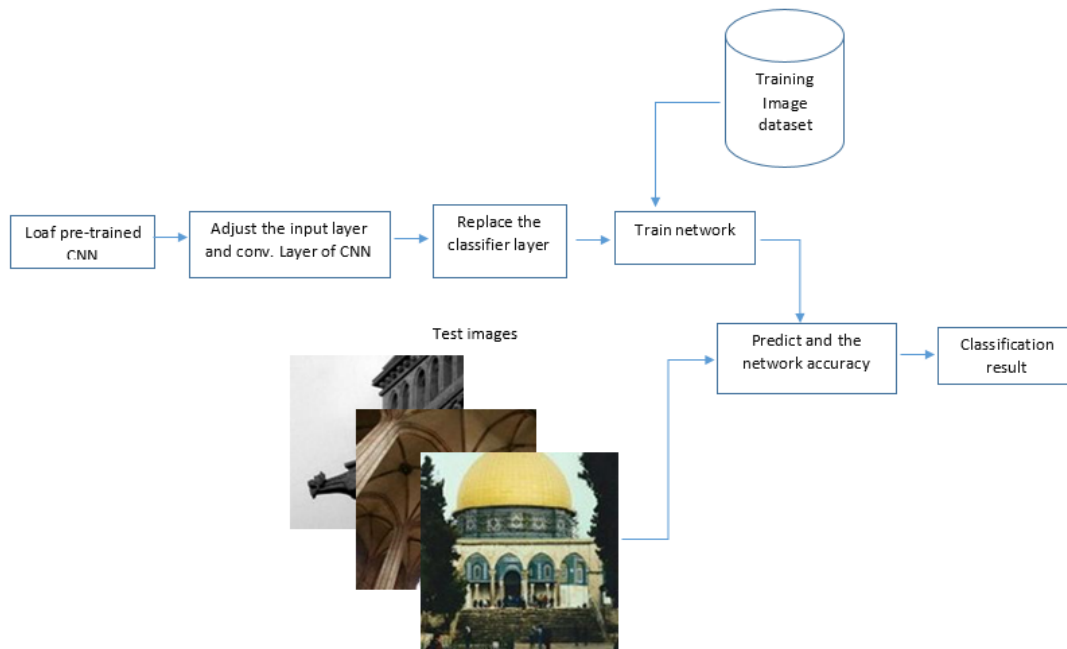 Training
Image
dataset
Loaf pre-trained
CNN
Adjust the input layer
and conv. Layer of CNN
Replace the
classifier layer
Train network
Test images
Predict and the
network accuracy
Classification
result